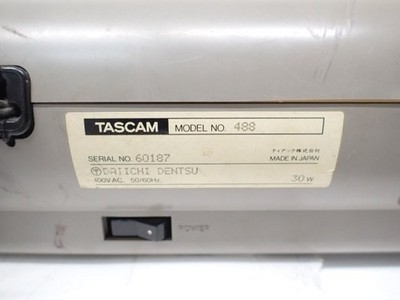 TASCAM MODEL NO. 488
SERIAL NO. 60187
ティアック株式会社
MADE IN JAPAN
DAIICHI DENTSU
100V AC, 50/60Hz, 30W
POWER